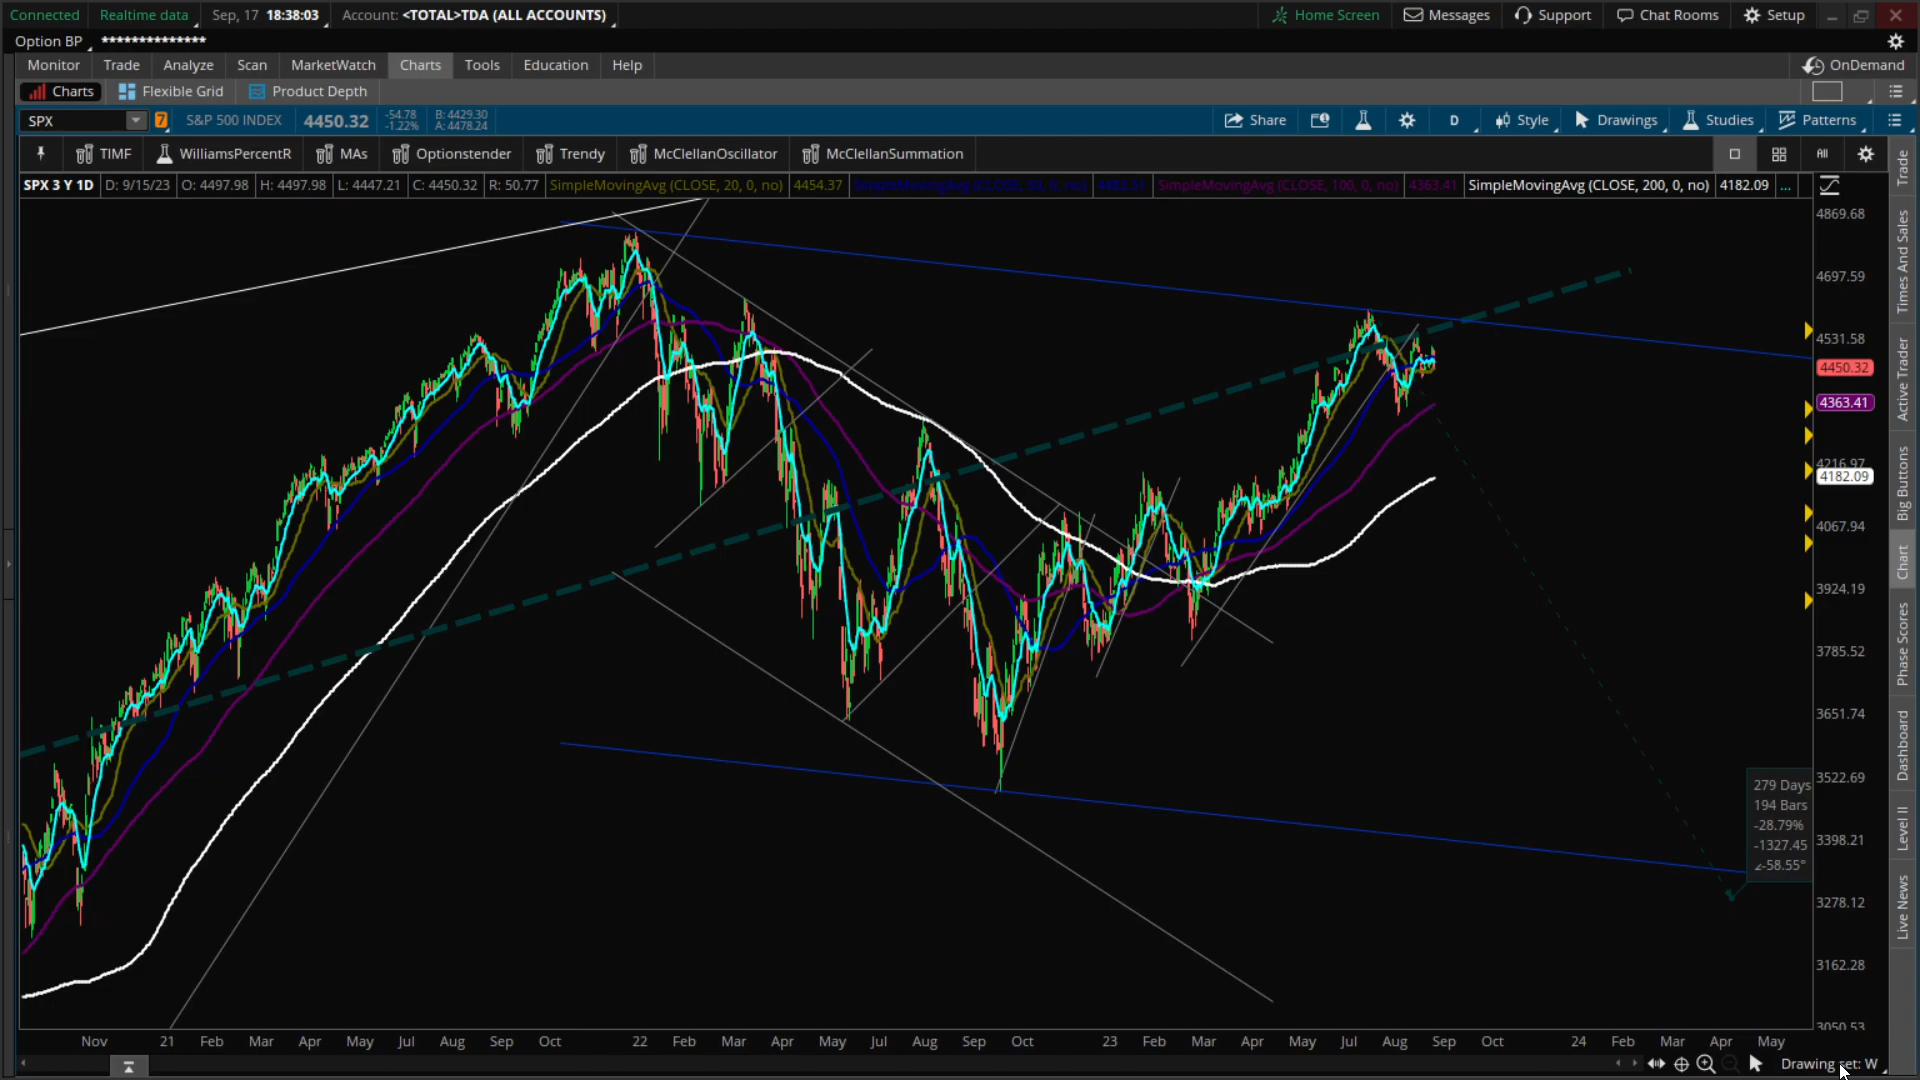 Connected Realtime data Sep, 17 18:38:03 Account: <TOTAL>TDA (ALL ACCOUNTS) Home Screen Messages Support Chat Rooms Setup
Option BP **************
Monitor Trade Analyze Scan MarketWatch Charts Tools Education Help OnDemand
Charts Flexible Grid Product Depth
SPX 7 S&P 500 INDEX 4450.32 -54.78 -1.22% B: 4429.30 A: 4478.24 Share D Style Drawings Studies Patterns
TIMF WilliamsPercentR MAs Optionstender Trendy McClellanOscillator McClellanSummation All
SPX 3 Y 1D D: 9/15/23 O: 4497.98 H: 4497.98 L: 4447.21 C: 4450.32 R: 50.77 SimpleMovingAvg (CLOSE, 20, 0, no) 4454.37 SimpleMovingAvg (CLOSE, 100, 0, no) 4363.41 SimpleMovingAvg (CLOSE, 200, 0, no) 4182.09 ...
4869.68
4697.59
4531.58
4450.32
4363.41
4216.97
4182.09
4067.94
3924.19
3785.52
3651.74
3522.69
3398.21
3278.12
3162.28
3050.53
279 Days
194 Bars
-28.79%
-1327.45
∠-58.55°
Nov 21 Feb Mar Apr May Jul Aug Sep Oct 22 Feb Mar Apr May Jul Aug Sep Oct 23 Feb Mar Apr May Jul Aug Sep Oct 24 Feb Mar Apr May
Drawing set: W
Trade
Times And Sales
Active Trader
Big Buttons
Chart
Phase Scores
Dashboard
Level II
Live News